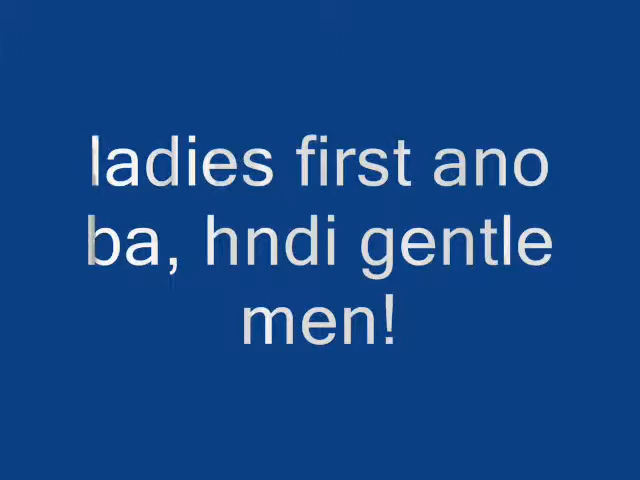 ladies first ano
ba, hndi gentle
men!